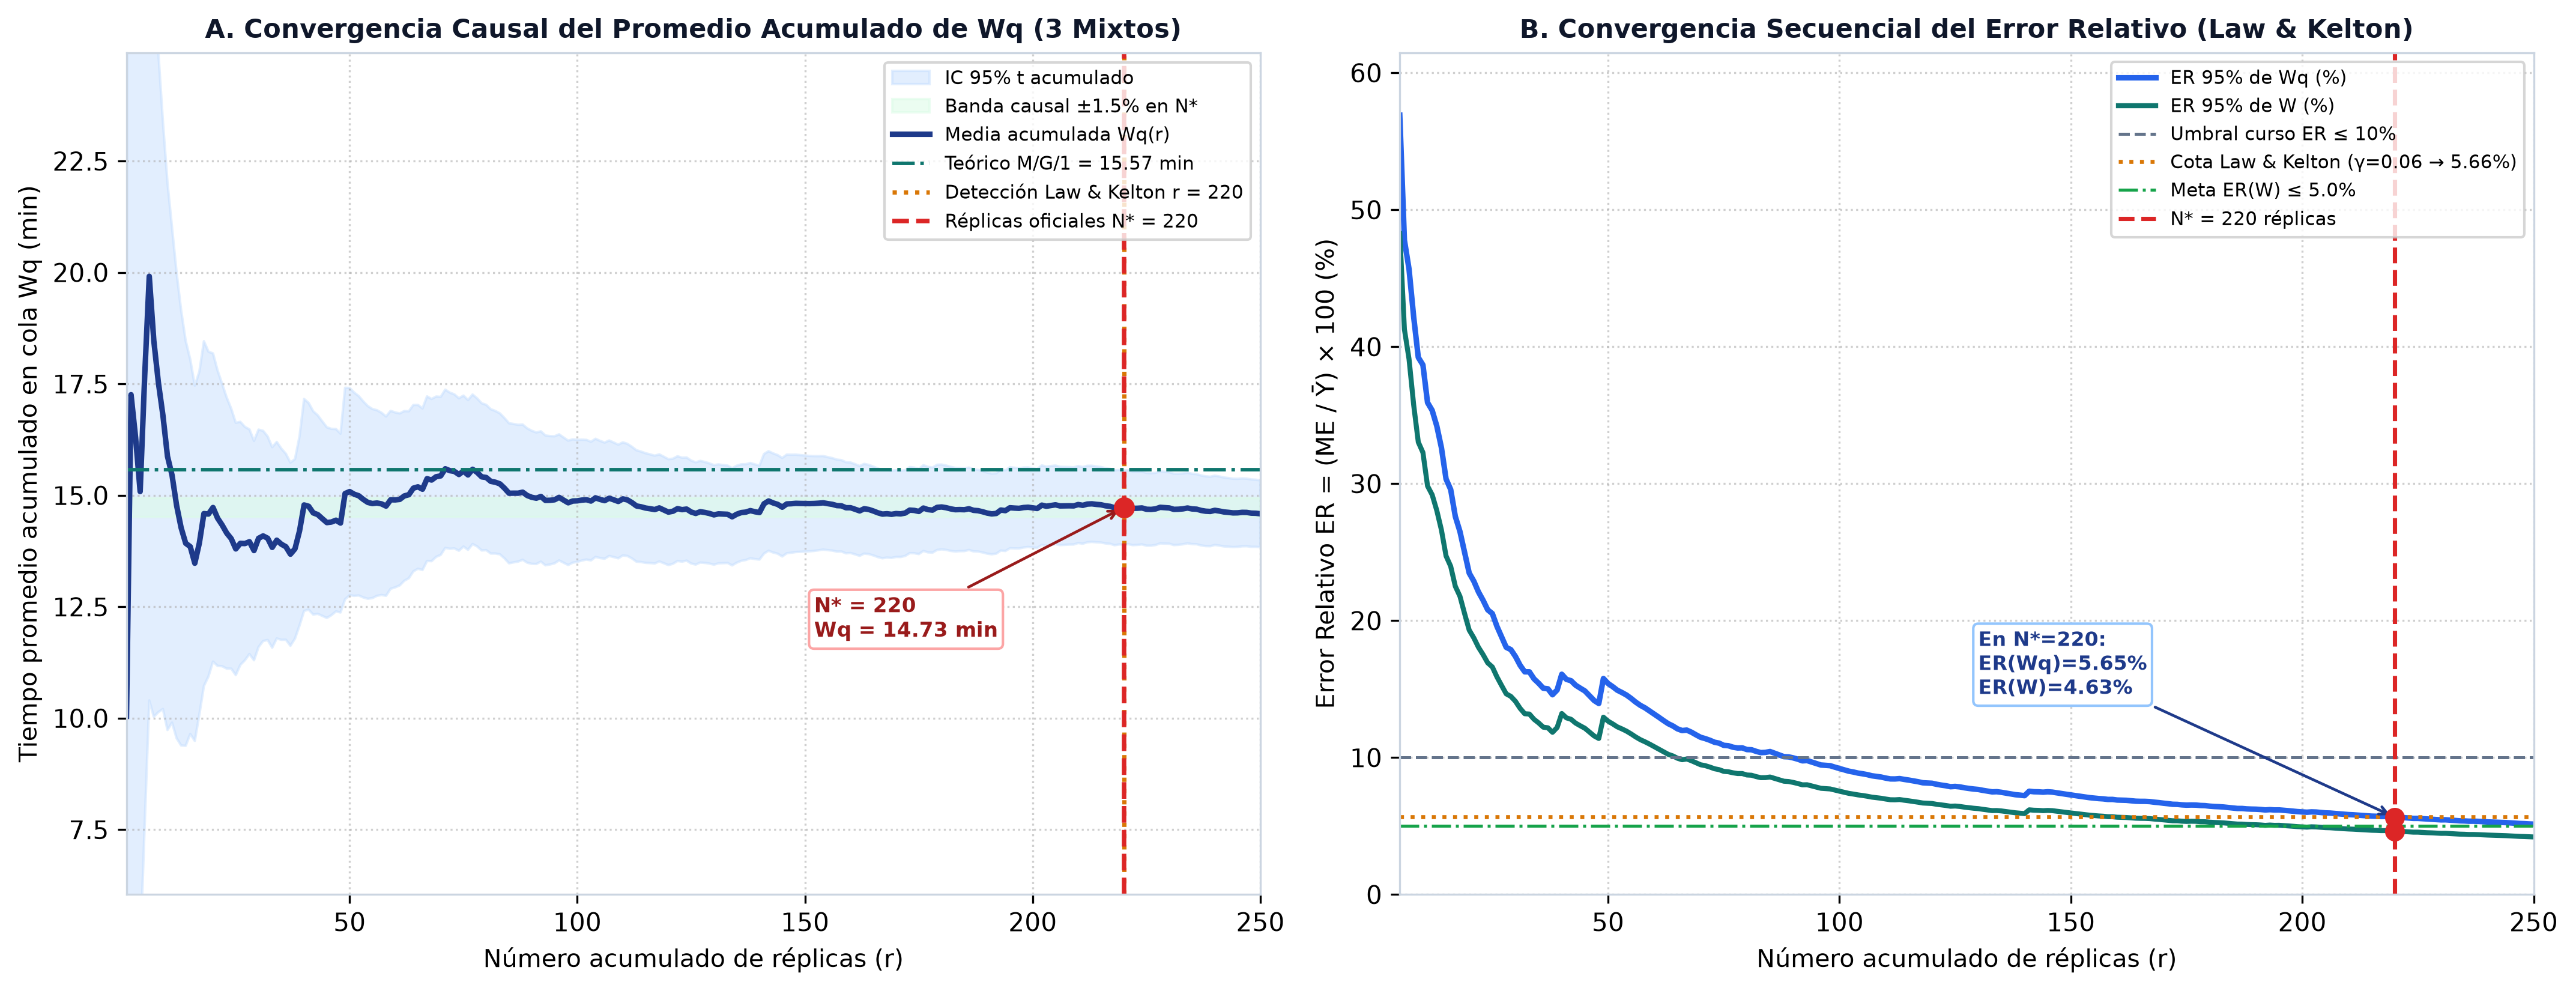 A. Convergencia Causal del Promedio Acumulado de Wq (3 Mixtos)
Tiempo promedio acumulado en cola Wq (min)
22.5
20.0
17.5
15.0
12.5
10.0
7.5
IC 95% t acumulado
Banda causal ±1.5% en N*
Media acumulada Wq(r)
Teórico M/G/1 = 15.57 min
Detección Law & Kelton r = 220
Réplicas oficiales N* = 220
N* = 220
Wq = 14.73 min
50
100
150
200
250
Número acumulado de réplicas (r)
B. Convergencia Secuencial del Error Relativo (Law & Kelton)
Error Relativo ER = (ME / Ȳ) × 100 (%)
60
50
40
30
20
10
0
ER 95% de Wq (%)
ER 95% de W (%)
Umbral curso ER ≤ 10%
Cota Law & Kelton (γ=0.06 → 5.66%)
Meta ER(W) ≤ 5.0%
N* = 220 réplicas
En N*=220:
ER(Wq)=5.65%
ER(W)=4.63%
50
100
150
200
250
Número acumulado de réplicas (r)